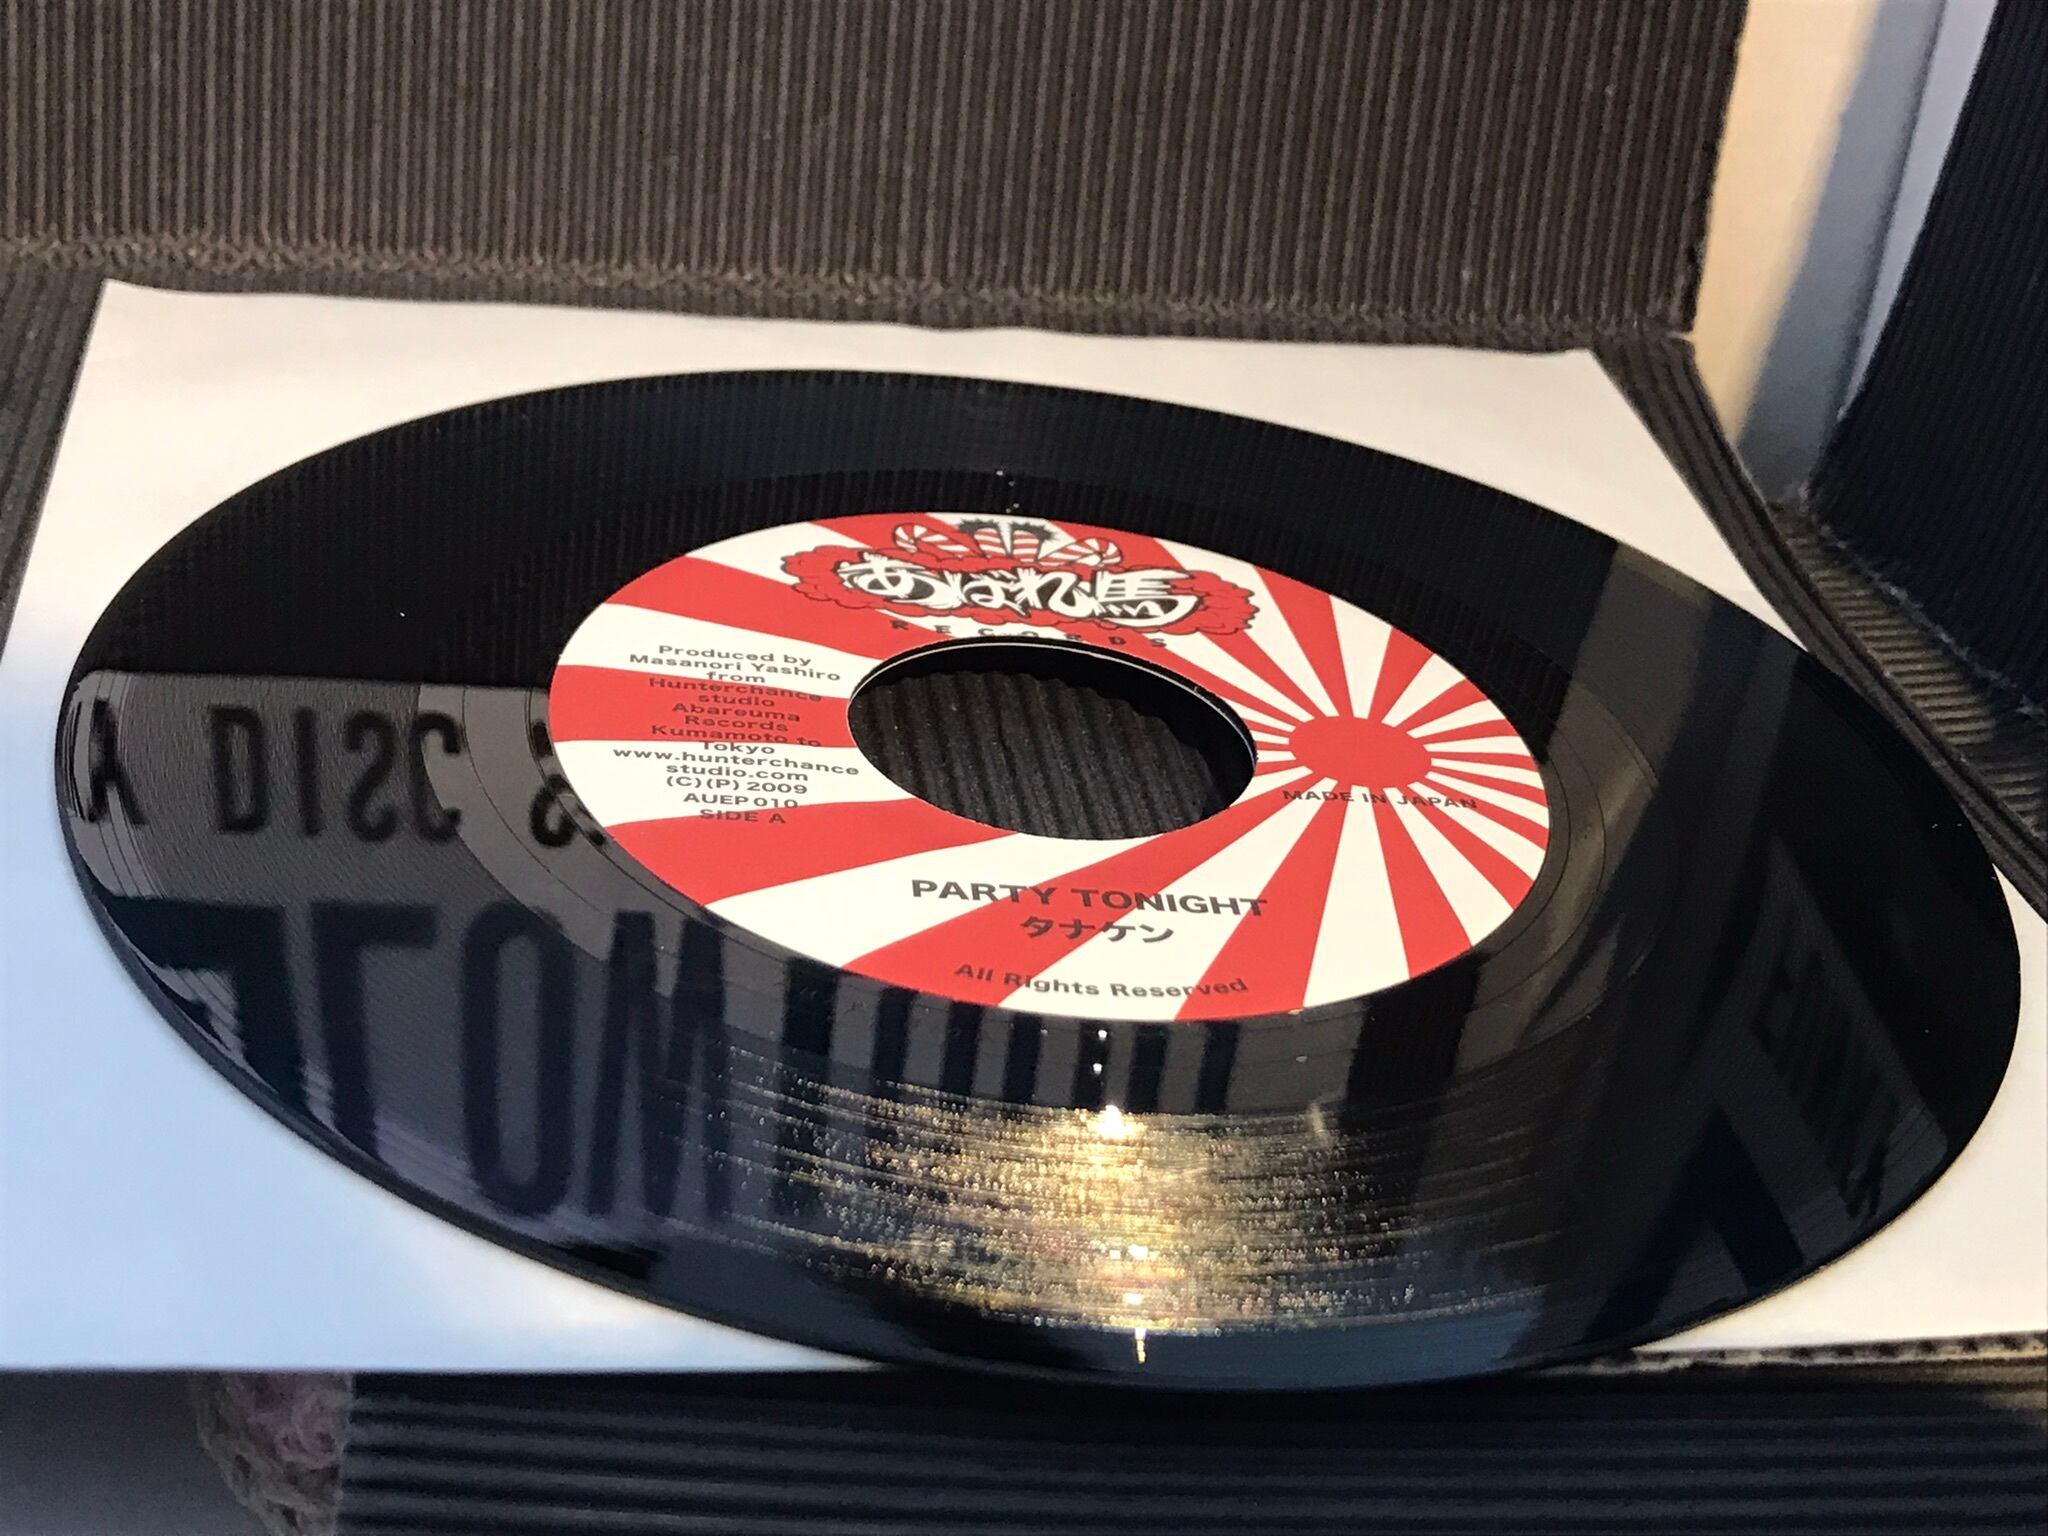 あばれ馬
RECORDS
Produced by
Masanori Yashiro
from
Hunterchance
studio
Abareuma
Records
Kumamoto to
Tokyo
www.hunterchance
studio.com
(C)(P) 2009
AUEP 010
SIDE A
MADE IN JAPAN
PARTY TONIGHT
タナケン
All Rights Reserved
DISC